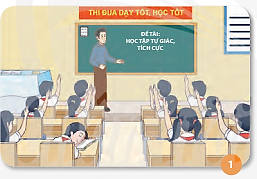 THI ĐUA DẠY TỐT, HỌC TỐT
ĐỀ TÀI:
HỌC TẬP TỰ GIÁC,
TÍCH CỰC
1